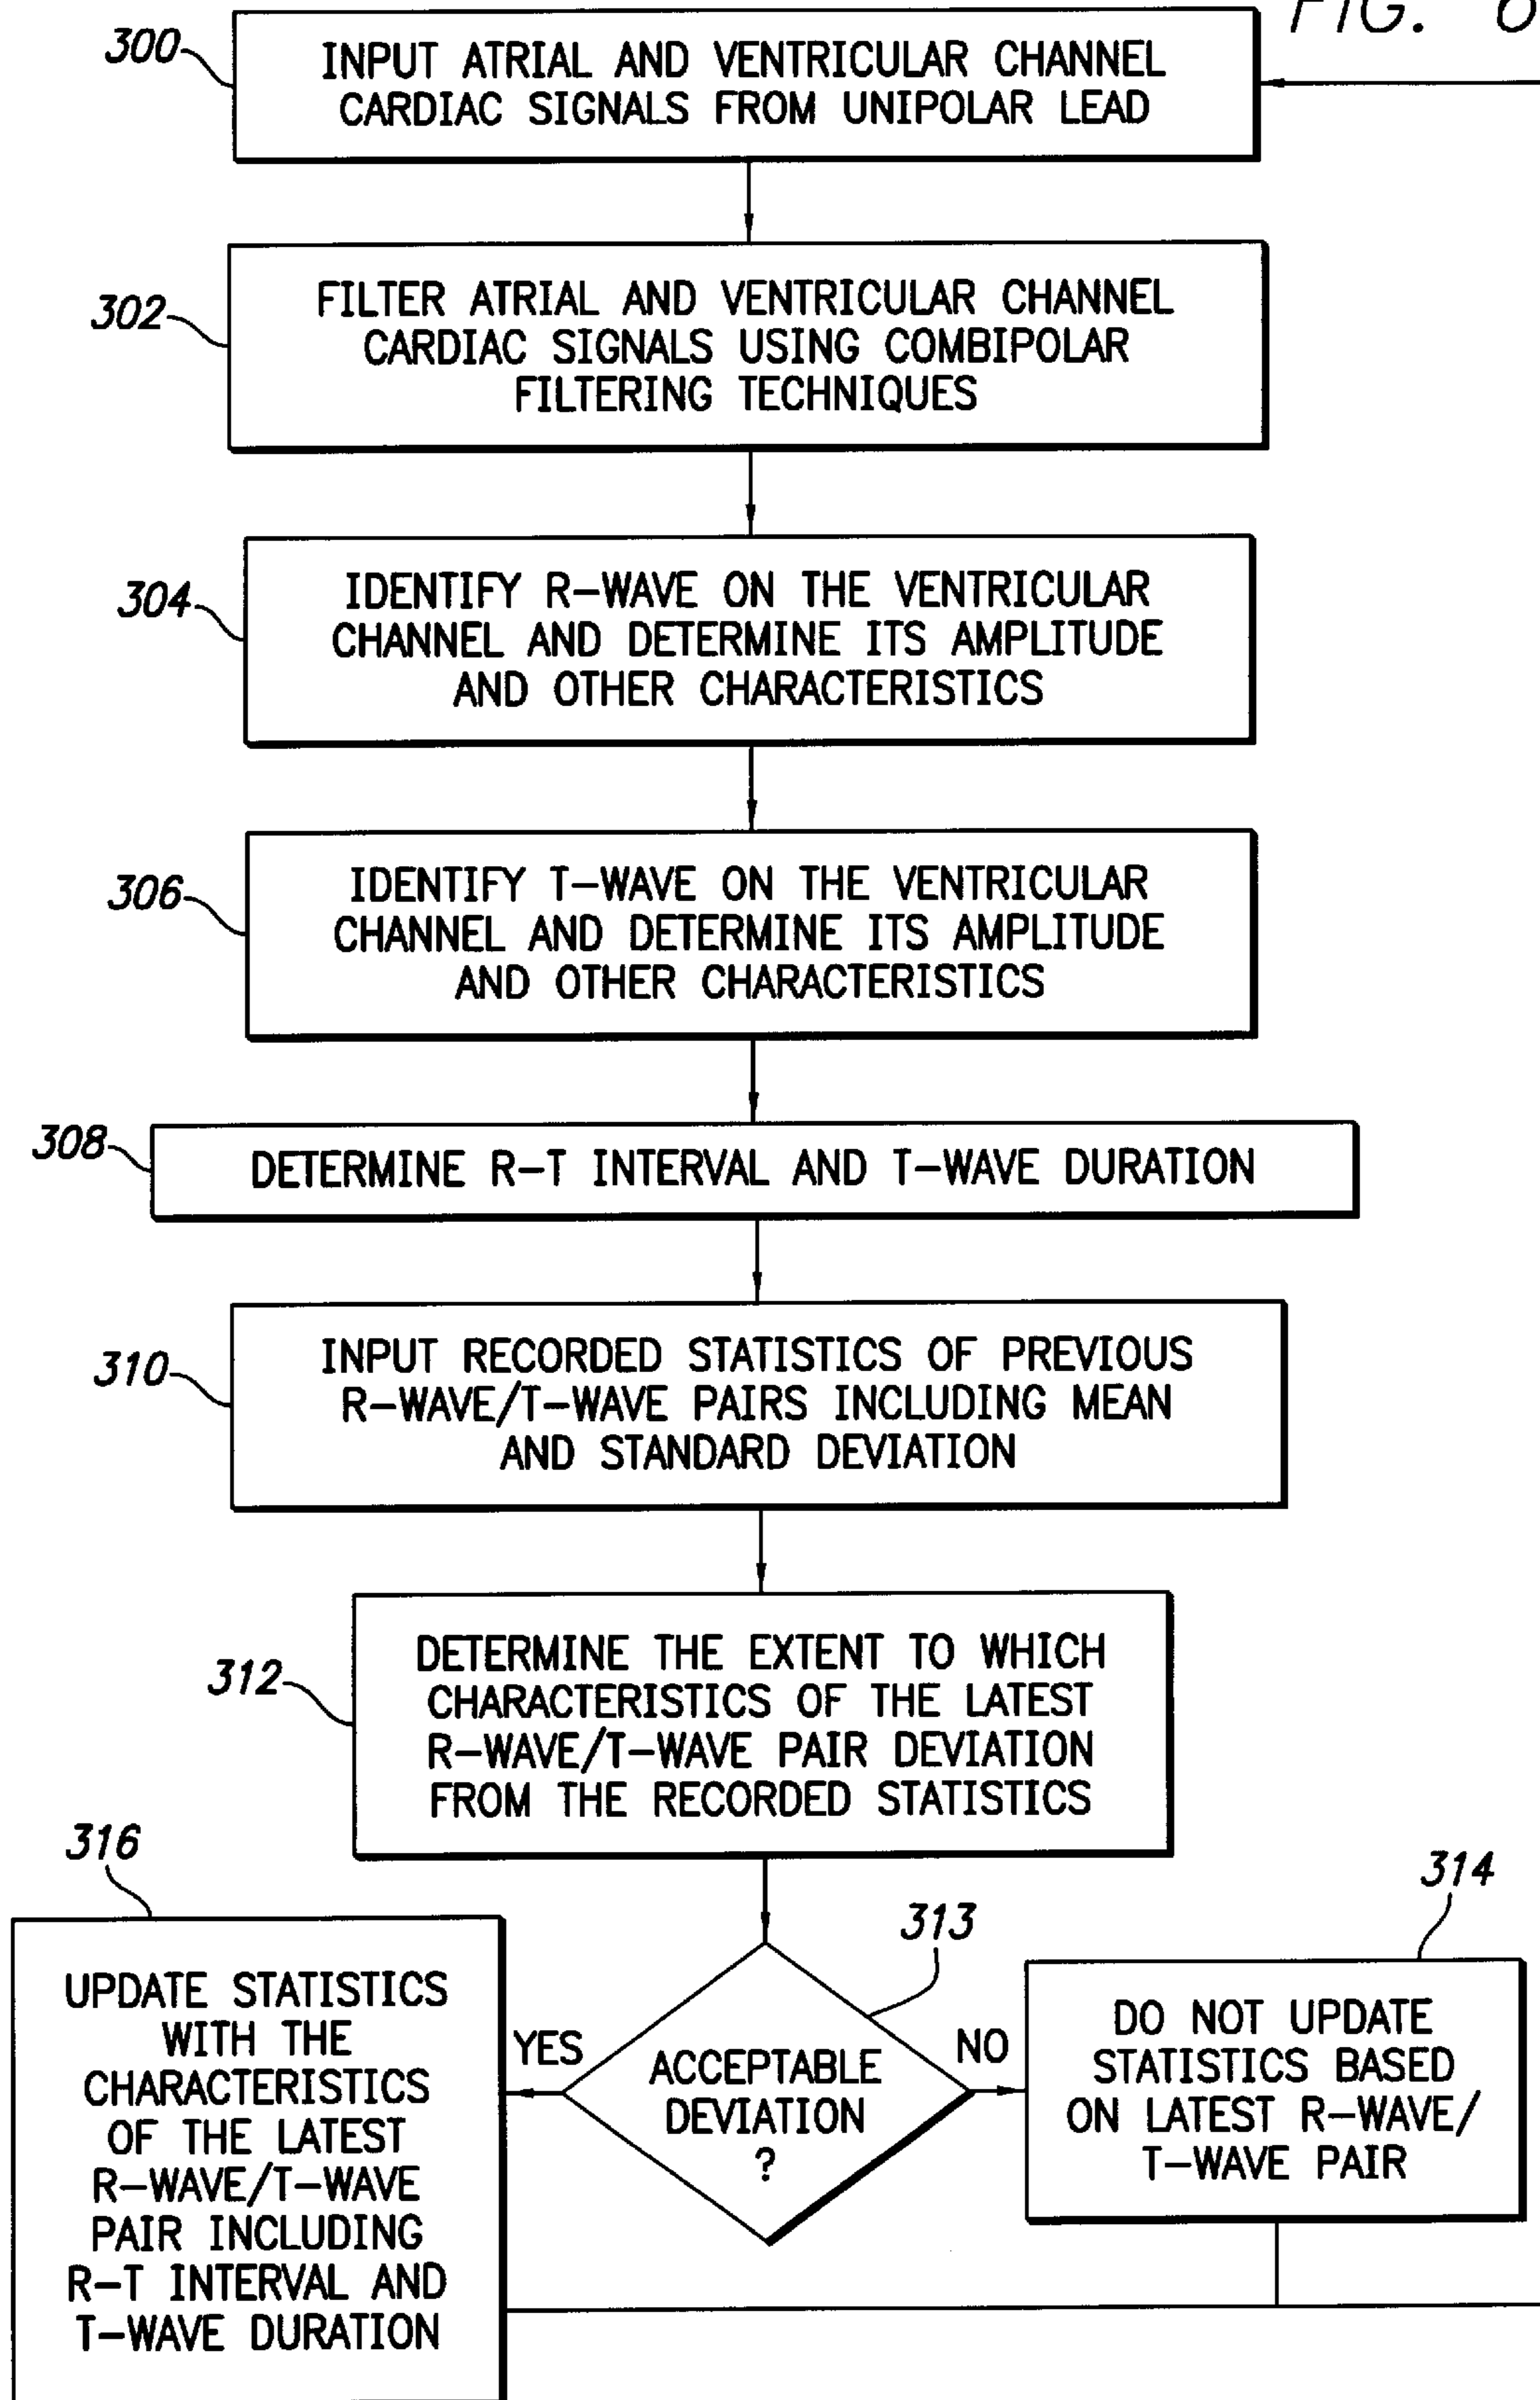 FIG. 6
300
INPUT ATRIAL AND VENTRICULAR CHANNEL
CARDIAC SIGNALS FROM UNIPOLAR LEAD
302
FILTER ATRIAL AND VENTRICULAR CHANNEL
CARDIAC SIGNALS USING COMBIPOLAR
FILTERING TECHNIQUES
304
IDENTIFY R-WAVE ON THE VENTRICULAR
CHANNEL AND DETERMINE ITS AMPLITUDE
AND OTHER CHARACTERISTICS
306
IDENTIFY T-WAVE ON THE VENTRICULAR
CHANNEL AND DETERMINE ITS AMPLITUDE
AND OTHER CHARACTERISTICS
308
DETERMINE R-T INTERVAL AND T-WAVE DURATION
310
INPUT RECORDED STATISTICS OF PREVIOUS
R-WAVE/T-WAVE PAIRS INCLUDING MEAN
AND STANDARD DEVIATION
312
DETERMINE THE EXTENT TO WHICH
CHARACTERISTICS OF THE LATEST
R-WAVE/T-WAVE PAIR DEVIATION
FROM THE RECORDED STATISTICS
316
UPDATE STATISTICS
WITH THE
CHARACTERISTICS
OF THE LATEST
R-WAVE/T-WAVE
PAIR INCLUDING
R-T INTERVAL AND
T-WAVE DURATION
YES
313
ACCEPTABLE
DEVIATION
?
NO
314
DO NOT UPDATE
STATISTICS BASED
ON LATEST R-WAVE/
T-WAVE PAIR